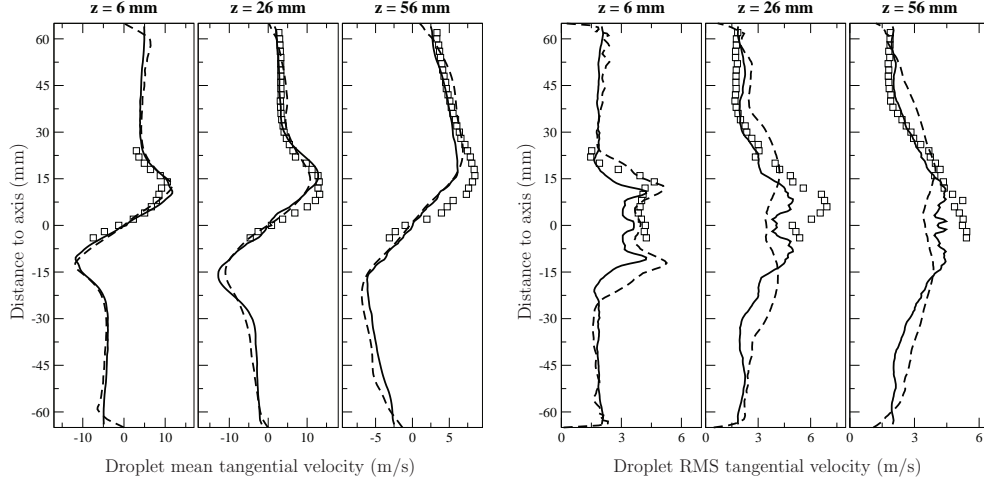 z = 6 mm z = 26 mm z = 56 mm
60
45
30
15
0
-15
-30
-45
-60
Distance to axis (mm)
-10 0 10 -10 0 10 -5 0 5
Droplet mean tangential velocity (m/s)
z = 6 mm z = 26 mm z = 56 mm
60
45
30
15
0
-15
-30
-45
-60
Distance to axis (mm)
0 3 6 0 3 6 0 3 6
Droplet RMS tangential velocity (m/s)